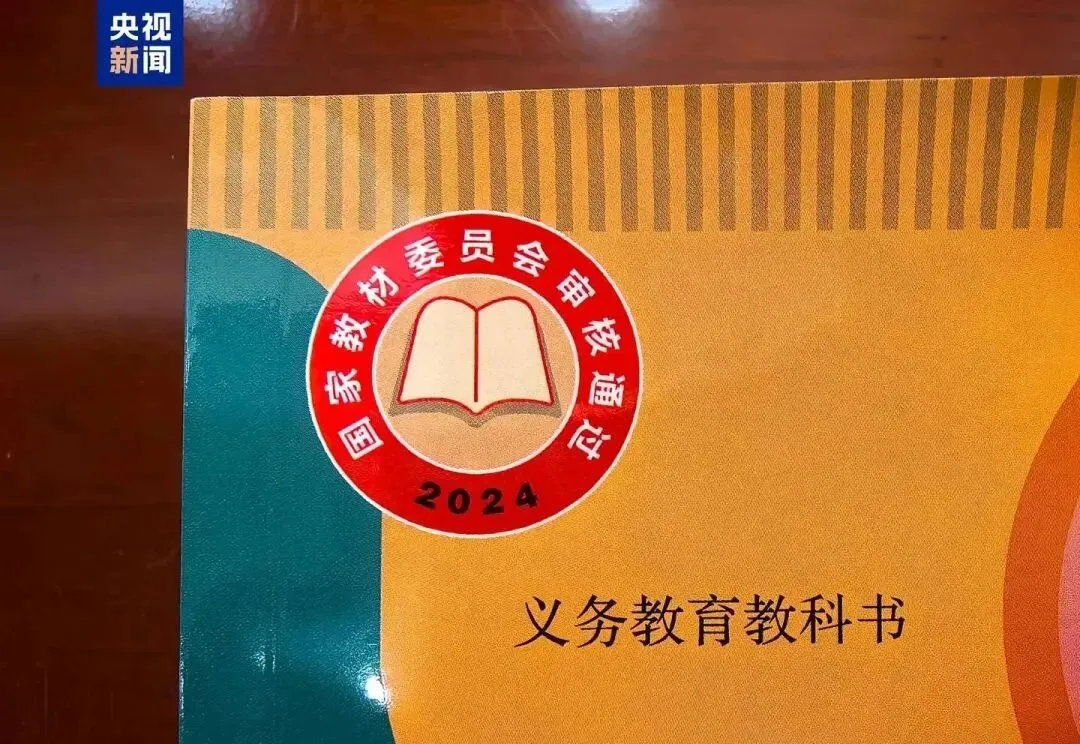 央视
新闻
国家教材委员会审核通过
2024
义务教育教科书